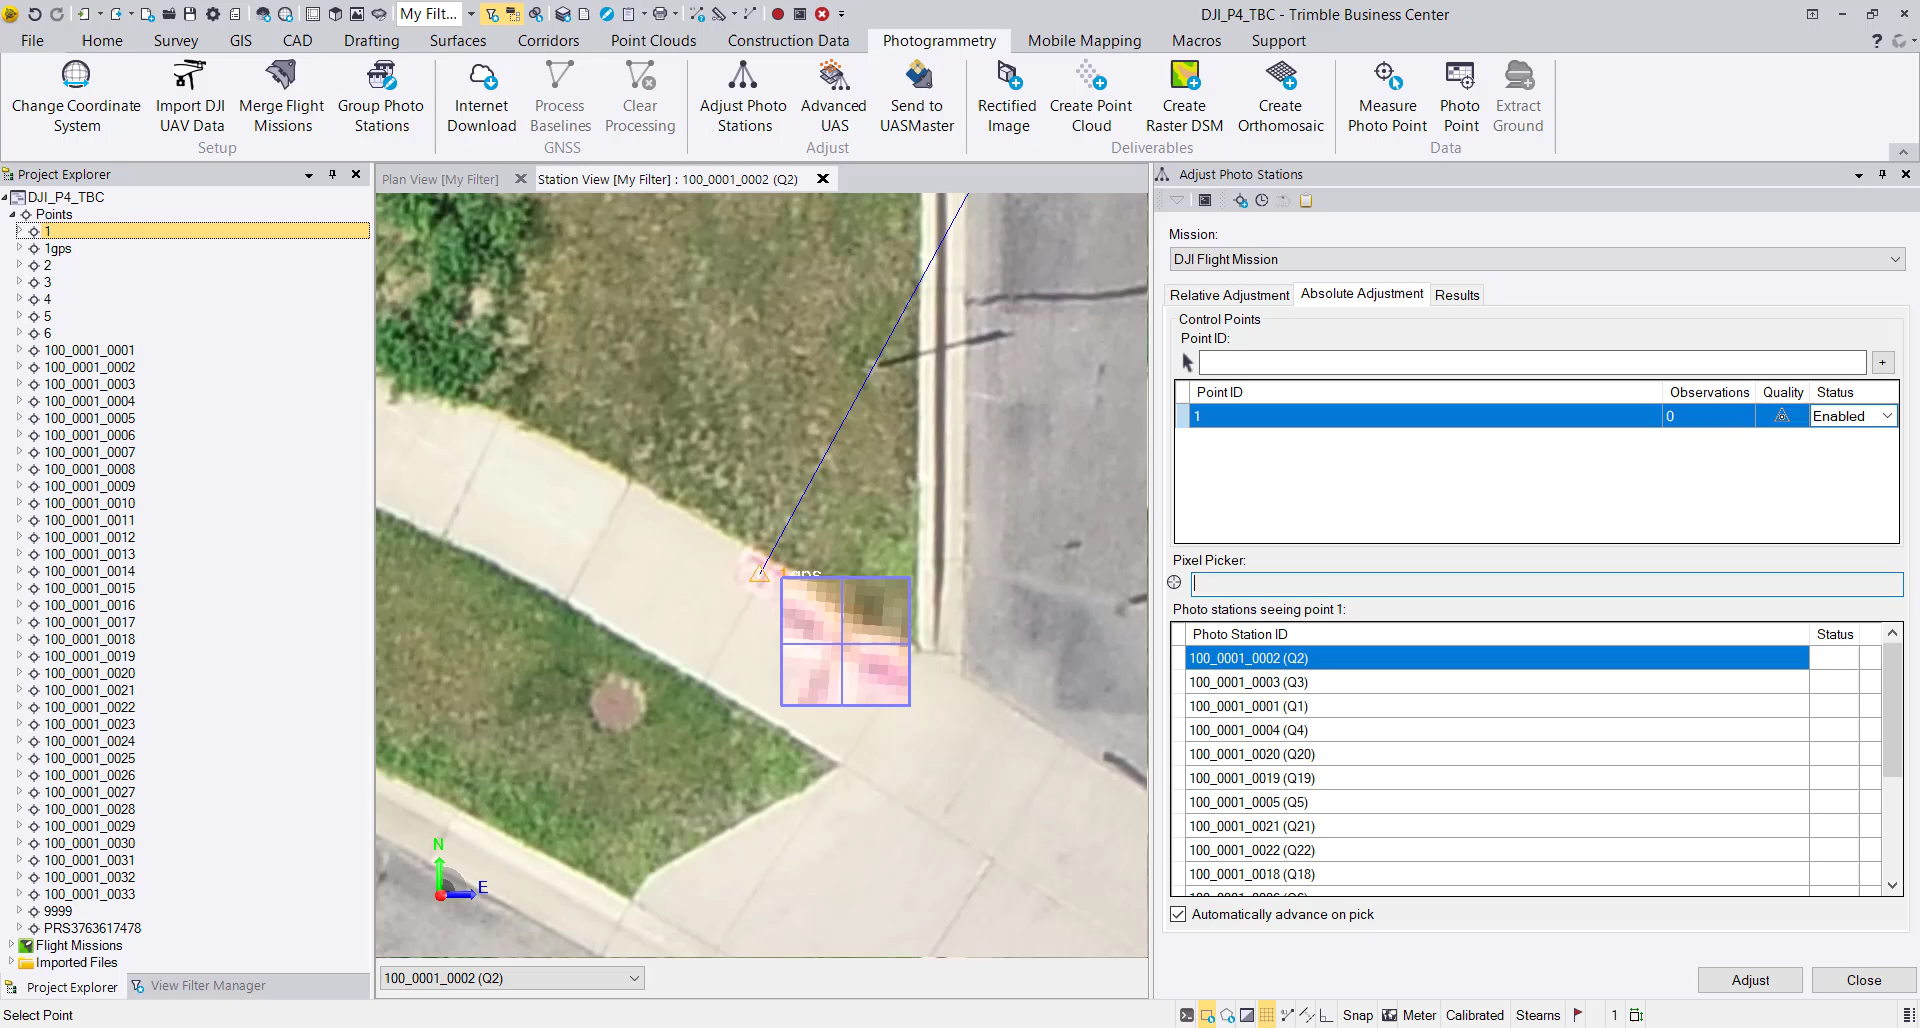 My Filt...
DJI_P4_TBC - Trimble Business Center
File Home Survey GIS CAD Drafting Surfaces Corridors Point Clouds Construction Data Photogrammetry Mobile Mapping Macros Support
Change Coordinate System
Import DJI UAV Data
Merge Flight Missions
Group Photo Stations
Setup
Internet Download
Process Baselines
Clear Processing
GNSS
Adjust Photo Stations
Advanced UAS
Send to UASMaster
Adjust
Rectified Image
Create Point Cloud
Create Raster DSM
Create Orthomosaic
Deliverables
Measure Photo Point
Photo Point
Extract Ground
Data
Project Explorer
DJI_P4_TBC
Points
1
1gps
2
3
4
5
6
100_0001_0001
100_0001_0002
100_0001_0003
100_0001_0004
100_0001_0005
100_0001_0006
100_0001_0007
100_0001_0008
100_0001_0009
100_0001_0010
100_0001_0011
100_0001_0012
100_0001_0013
100_0001_0014
100_0001_0015
100_0001_0016
100_0001_0017
100_0001_0018
100_0001_0019
100_0001_0020
100_0001_0021
100_0001_0022
100_0001_0023
100_0001_0024
100_0001_0025
100_0001_0026
100_0001_0027
100_0001_0028
100_0001_0029
100_0001_0030
100_0001_0031
100_0001_0032
100_0001_0033
9999
PRS3763617478
Flight Missions
Imported Files
Project Explorer View Filter Manager
Plan View [My Filter] Station View [My Filter] : 100_0001_0002 (Q2)
1gps
N
E
100_0001_0002 (Q2)
Adjust Photo Stations
Mission:
DJI Flight Mission
Relative Adjustment Absolute Adjustment Results
Control Points
Point ID:
+
Point ID Observations Quality Status
1 0 Enabled
Pixel Picker:
Photo stations seeing point 1:
Photo Station ID Status
100_0001_0002 (Q2)
100_0001_0003 (Q3)
100_0001_0001 (Q1)
100_0001_0004 (Q4)
100_0001_0020 (Q20)
100_0001_0019 (Q19)
100_0001_0005 (Q5)
100_0001_0021 (Q21)
100_0001_0022 (Q22)
100_0001_0018 (Q18)
Automatically advance on pick
Adjust Close
Select Point
Snap Meter Calibrated Stearns 1